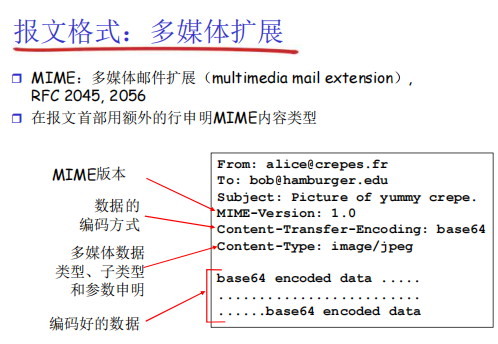 报文格式：多媒体扩展
MIME：多媒体邮件扩展（multimedia mail extension），
RFC 2045, 2056
在报文首部用额外的行申明MIME内容类型
MIME版本
数据的
编码方式
多媒体数据
类型、子类型
和参数申明
编码好的数据
From: alice@crepes.fr
To: bob@hamburger.edu
Subject: Picture of yummy crepe.
MIME-Version: 1.0
Content-Transfer-Encoding: base64
Content-Type: image/jpeg
base64 encoded data .....
.........................
......base64 encoded data